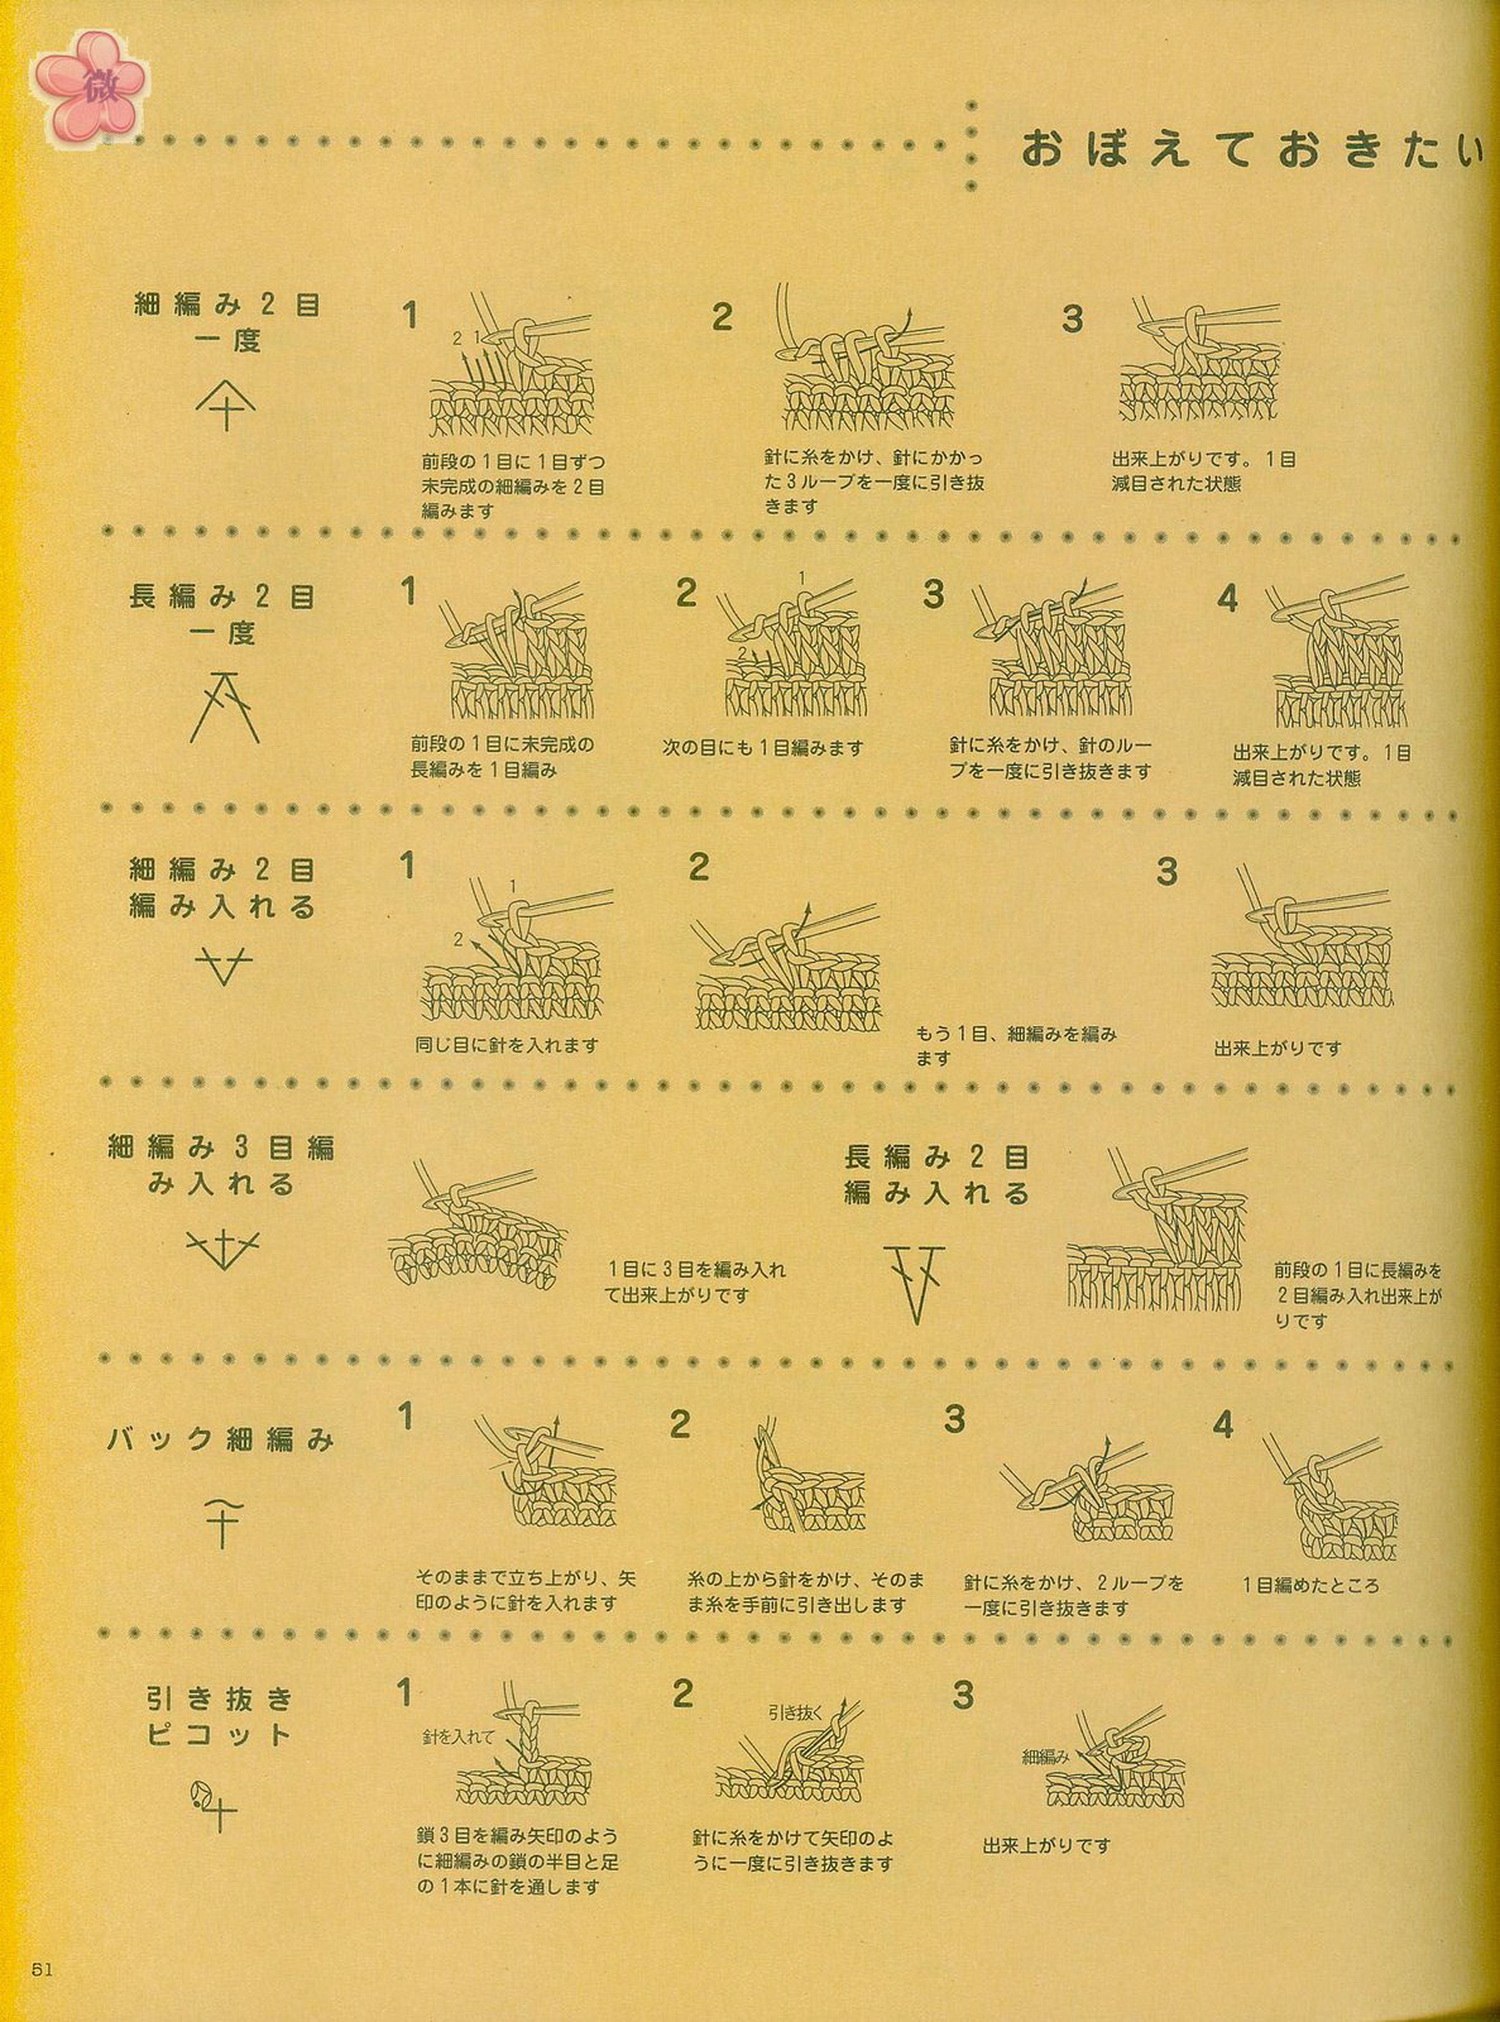 微
おぼえておきたい
細編み2目
一度
1
2 1
前段の1目に1目ずつ
未完成の細編みを2目
編みます
2
針に糸をかけ、針にかかっ
た3ループを一度に引き抜
きます
3
出来上がりです。1目
減目された状態
長編み2目
一度
1
前段の1目に未完成の
長編みを1目編み
2
1
2
次の目にも1目編みます
3
針に糸をかけ、針のルー
プを一度に引き抜きます
4
出来上がりです。1目
減目された状態
細編み2目
編み入れる
1
1
2
同じ目に針を入れます
2
もう1目、細編みを編み
ます
3
出来上がりです
細編み3目編
み入れる
1目に3目を編み入れ
て出来上がりです
長編み2目
編み入れる
前段の1目に長編みを
2目編み入れ出来上が
りです
バック細編み
1
そのままで立ち上がり、矢
印のように針を入れます
2
糸の上から針をかけ、そのま
ま糸を手前に引き出します
3
針に糸をかけ、2ループを
一度に引き抜きます
4
1目編めたところ
引き抜き
ピコット
1
針を入れて
鎖3目を編み矢印のよう
に細編みの鎖の半目と足
の1本に針を通します
2
引き抜く
針に糸をかけて矢印のよ
うに一度に引き抜きます
3
細編み
出来上がりです
51